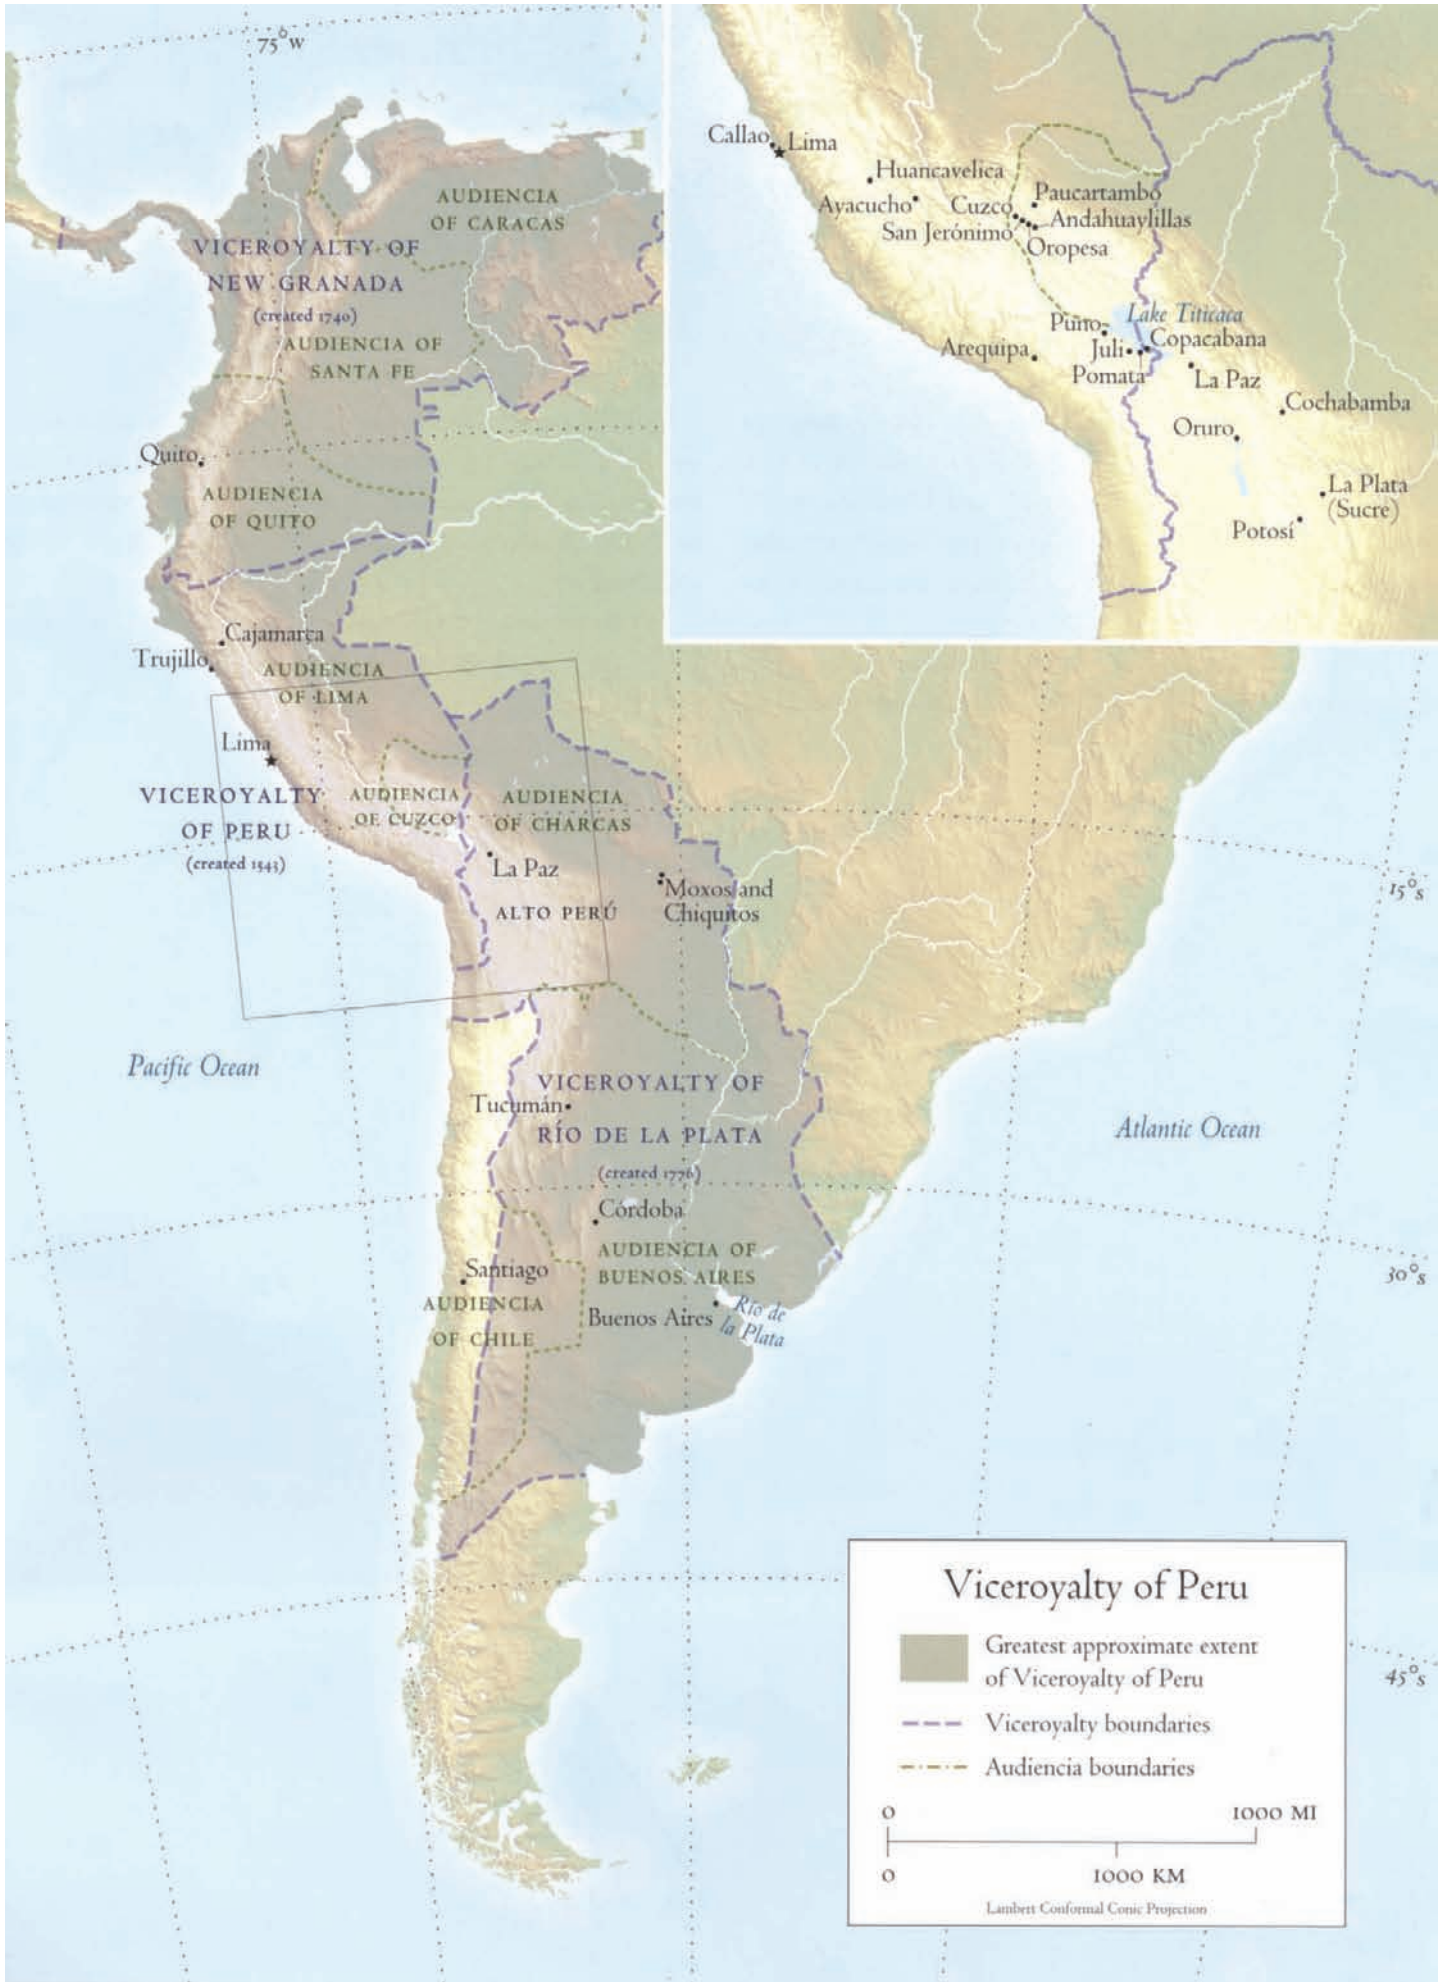 75°W
AUDIENCIA
OF CARACAS
VICEROYALTY OF
NEW GRANADA
(created 1740)
AUDIENCIA OF
SANTA FE
Quito
AUDIENCIA
OF QUITO
Cajamarca
Trujillo
AUDIENCIA
OF LIMA
Lima
VICEROYALTY
OF PERU
(created 1543)
AUDIENCIA
OF CUZCO
AUDIENCIA
OF CHARCAS
La Paz
ALTO PERÚ
Moxos and
Chiquitos
15°S
Pacific Ocean
VICEROYALTY OF
Tucumán
RÍO DE LA PLATA
(created 1776)
Atlantic Ocean
Córdoba
AUDIENCIA OF
BUENOS AIRES
Santiago
AUDIENCIA
OF CHILE
Buenos Aires
Río de
la Plata
30°S
45°S
Callao
Lima
Huancavelica
Ayacucho
Paucartambo
Cuzco
Andahuaylillas
San Jerónimo
Oropesa
Lake Titicaca
Puno
Copacabana
Arequipa
Juli
Pomata
La Paz
Cochabamba
Oruro
La Plata
(Sucre)
Potosí
Viceroyalty of Peru
Greatest approximate extent
of Viceroyalty of Peru
Viceroyalty boundaries
Audiencia boundaries
0 1000 MI
0 1000 KM
Lambert Conformal Conic Projection